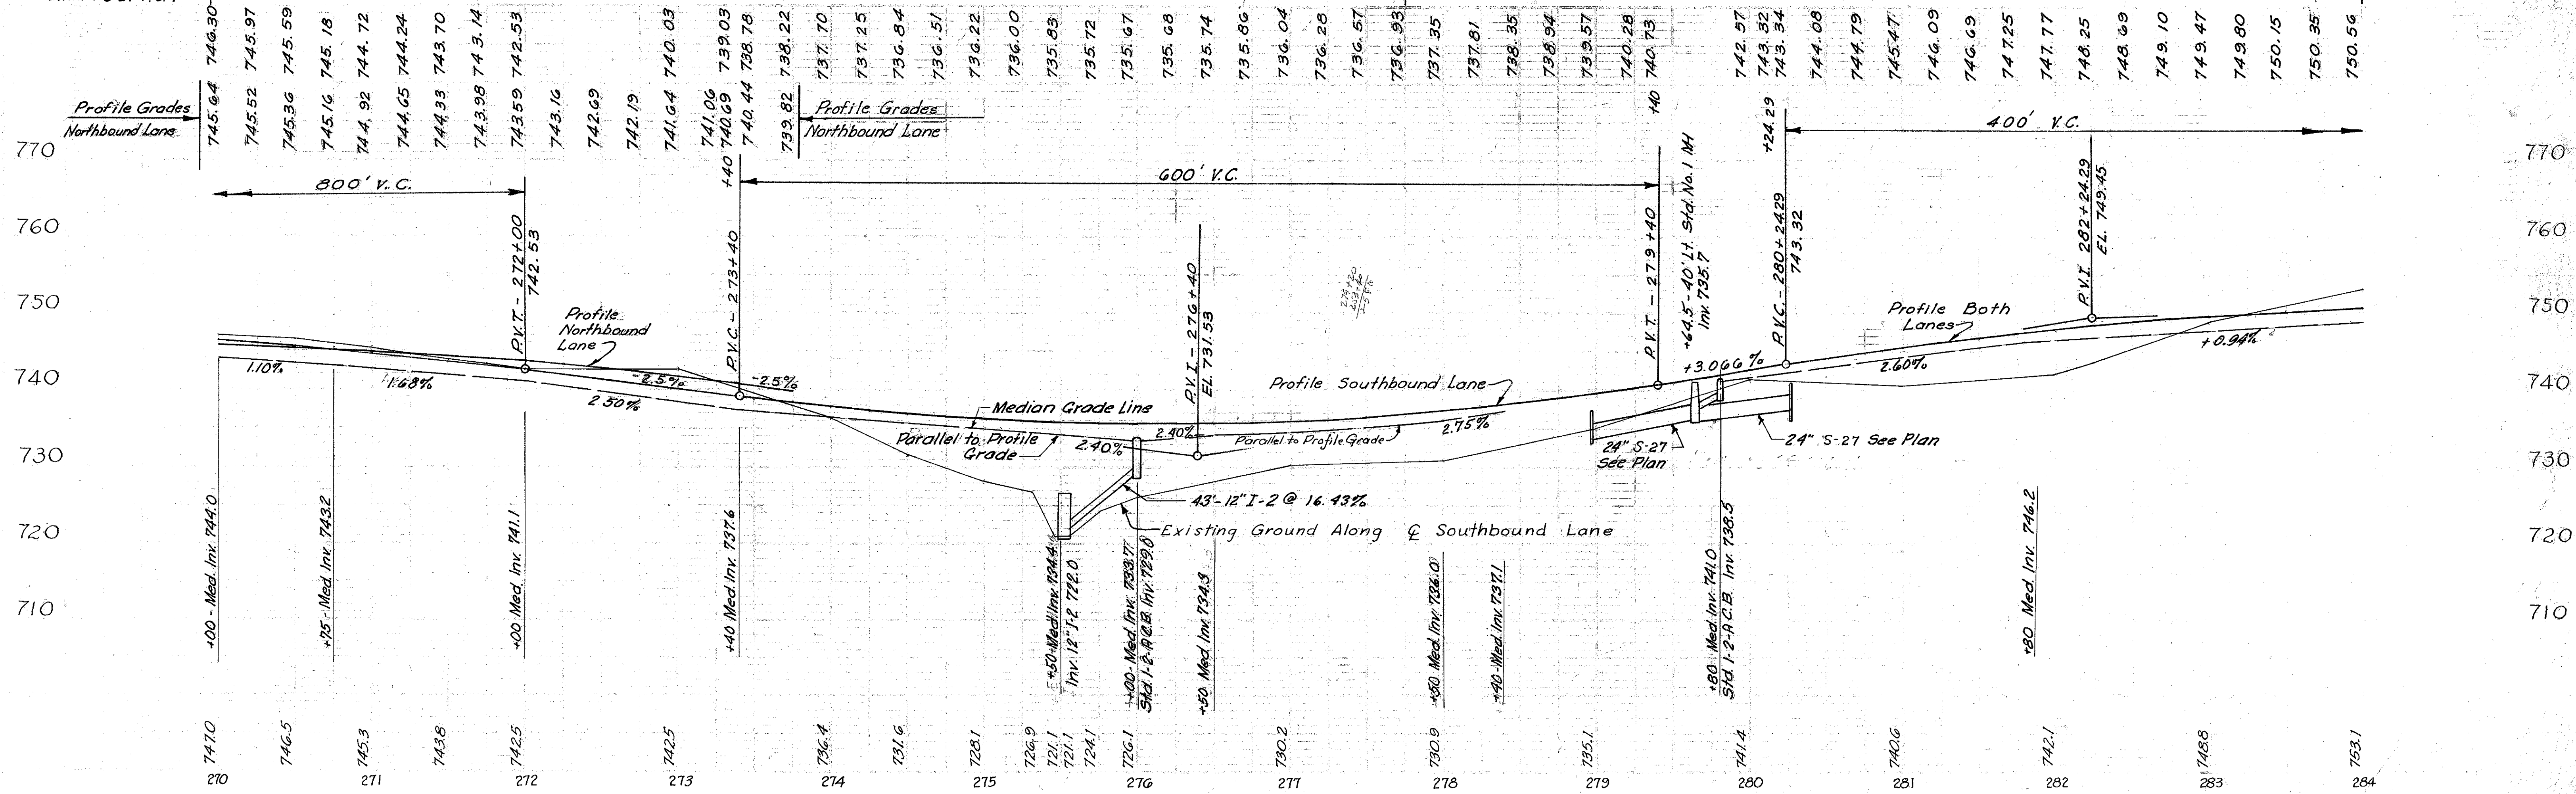 746.30 745.97 745.59 745.18 744.72 744.24 743.70 743.14 742.53 740.03 739.03 738.78 738.22 737.70 737.25 736.84 736.51 736.22 736.00 735.83 735.72 735.67 735.68 735.74 735.86 736.04 736.28 736.57 736.93 737.35 737.81 738.35 738.94 739.57 740.28 740.73 742.57 743.32 743.34 744.08 744.79 745.47 746.09 746.69 747.25 747.77 748.25 748.69 749.10 749.47 749.80 750.15 750.35 750.56
Profile Grades
Northbound Lane
745.64 745.52 745.36 745.16 744.92 744.65 744.33 743.98 743.59 743.16 742.69 742.19 741.64 741.06 740.69 740.44 739.82
Profile Grades
Northbound Lane
+40
+24.29
400' V.C.
770
770
800' V.C.
+40
600' V.C.
760
760
P.V.T. - 272+00
742.53
P.V.C. - 273+40
P.V.I. - 276+40
EL. 731.53
P.V.T. - 279+40
+64.5 - 40' Lt. Std. No. 1 MH
Inv. 735.7
P.V.C. - 280+24.29
743.32
P.V.I. 282+24.29
EL. 749.45
750
750
Profile
Northbound
Lane
Profile Both
Lanes
740
740
1.10%
1.68%
-2.5%
-2.5%
2.50%
Profile Southbound Lane
+3.066%
2.60%
+0.94%
Median Grade Line
Parallel to Profile
Grade
2.40%
2.40%
Parallel to Profile Grade
2.75%
24" S-27
See Plan
24" S-27 See Plan
730
730
43'-12" I-2 @ 16.43%
Existing Ground Along ℄ Southbound Lane
720
720
710
710
+00 - Med. Inv. 744.0
+75 - Med. Inv. 743.2
+00 Med. Inv. 741.1
+40 Med. Inv. 737.6
+50 Med. Inv. 734.4
Inv. 12" I-2 722.0
+00 - Med. Inv. 733.7
Std. I-2-A C.B. Inv. 729.0
+50 Med. Inv. 734.3
+50 Med. Inv. 736.0
+40 - Med. Inv. 737.1
+80 Med. Inv. 741.0
Std. I-2-A C.B. Inv. 738.5
+80 Med. Inv. 746.2
747.0 746.5 745.3 743.8 742.5 742.5 736.4 731.6 728.1 726.9 721.1 721.1 724.1 726.1 730.2 730.9 735.1 741.4 740.6 742.1 748.8 753.1
270 271 272 273 274 275 276 277 278 279 280 281 282 283 284